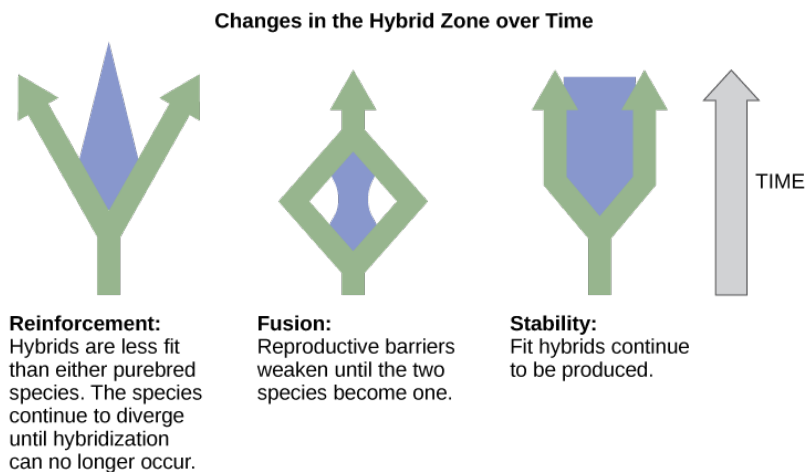 Changes in the Hybrid Zone over Time
TIME
Reinforcement:
Hybrids are less fit
than either purebred
species. The species
continue to diverge
until hybridization
can no longer occur.
Fusion:
Reproductive barriers
weaken until the two
species become one.
Stability:
Fit hybrids continue
to be produced.